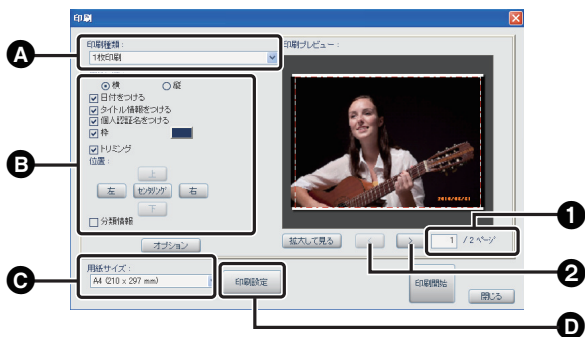 印刷
A
印刷種類：
1枚印刷
印刷プレビュー：
B
横 縦
日付をつける
タイトル情報をつける
個人認証名をつける
枠
トリミング
位置：
上
左 センタリング 右
下
分類情報
オプション
2010/08/01
拡大して見る < >
1 / 2 ページ
1
2
C
用紙サイズ：
A4 (210 x 297 mm)
印刷設定
印刷開始
閉じる
D